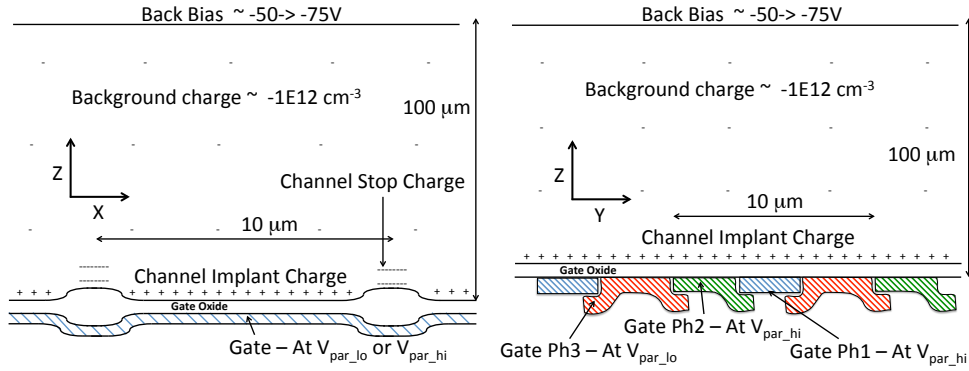 Back Bias ~ -50-> -75V
Background charge ~ -1E12 cm-3
100 μm
Z
X
Channel Stop Charge
10 μm
Channel Implant Charge
Gate Oxide
Gate – At Vpar_lo or Vpar_hi
Back Bias ~ -50-> -75V
Background charge ~ -1E12 cm-3
100 μm
Z
Y
10 μm
Channel Implant Charge
Gate Oxide
Gate Ph2 – At Vpar_hi
Gate Ph3 – At Vpar_lo
Gate Ph1 – At Vpar_hi